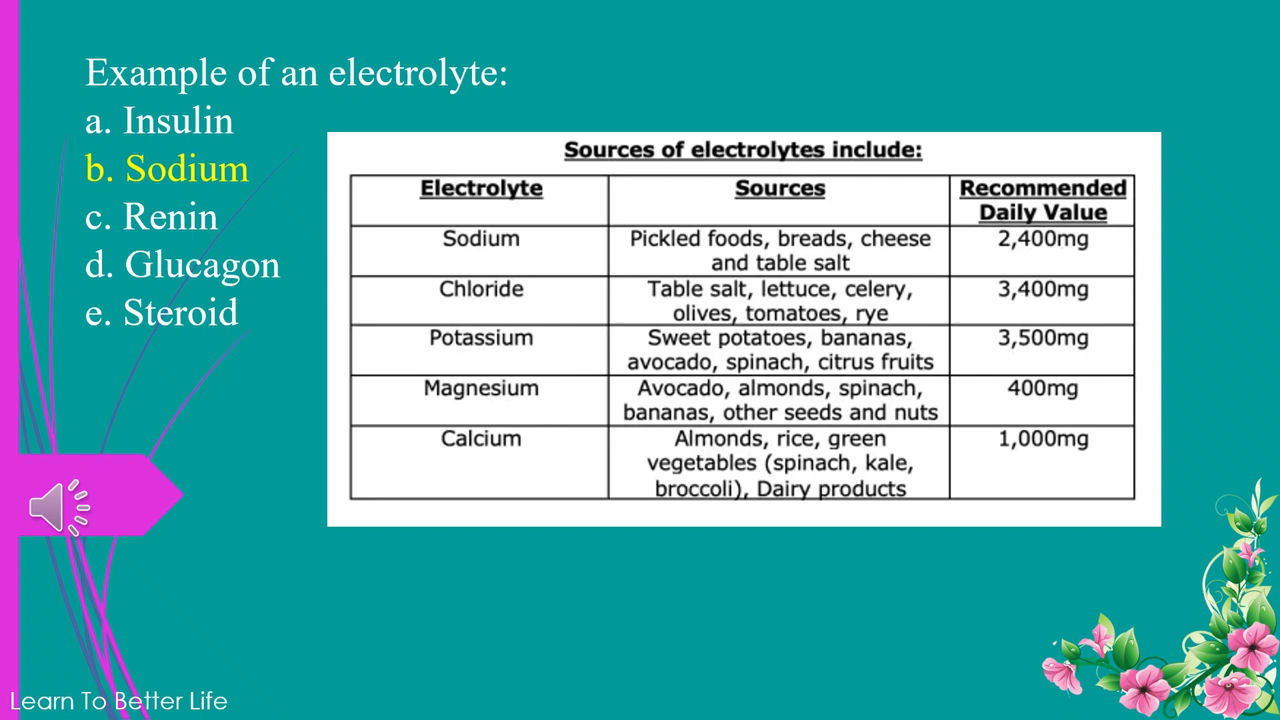 Example of an electrolyte:
a. Insulin
b. Sodium
c. Renin
d. Glucagon
e. Steroid
Sources of electrolytes include:
Electrolyte Sources Recommended
Daily Value
Sodium Pickled foods, breads, cheese 2,400mg
and table salt
Chloride Table salt, lettuce, celery, 3,400mg
olives, tomatoes, rye
Potassium Sweet potatoes, bananas, 3,500mg
avocado, spinach, citrus fruits
Magnesium Avocado, almonds, spinach, 400mg
bananas, other seeds and nuts
Calcium Almonds, rice, green 1,000mg
vegetables (spinach, kale,
broccoli), Dairy products
Learn To Better Life